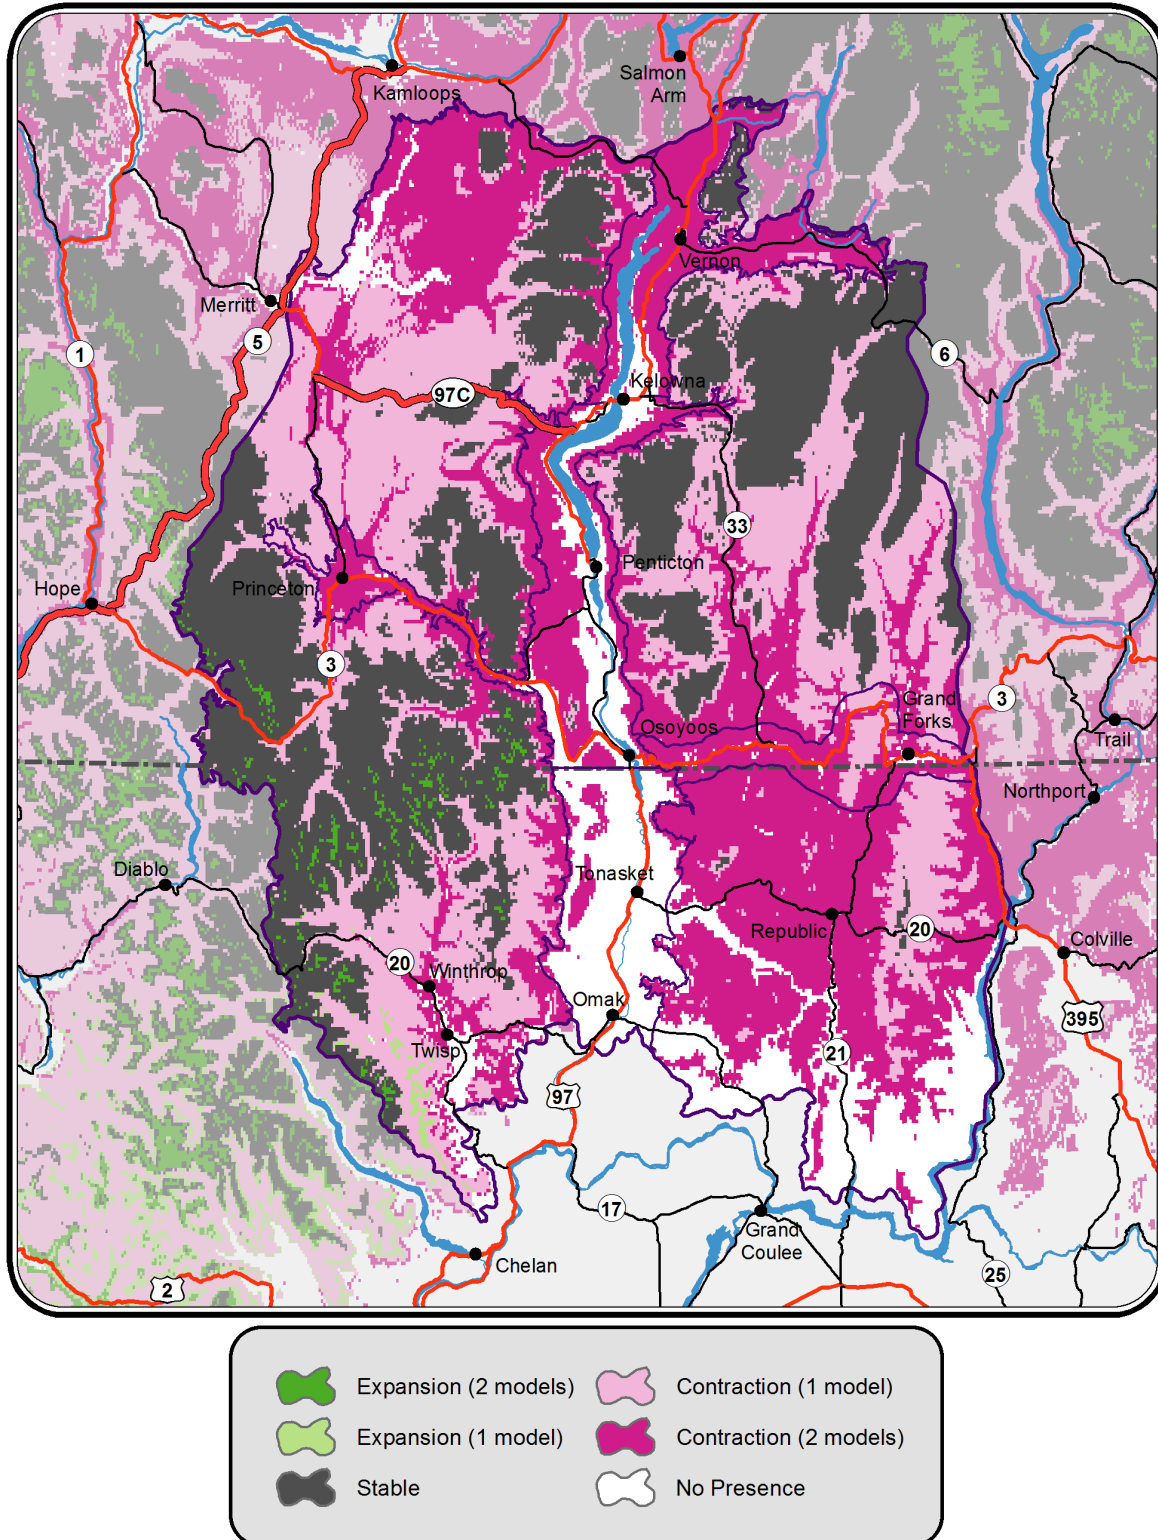 Salmon
Arm
Kamloops
Vernon
Merritt
5
1
6
Kelowna
97C
33
Penticton
Hope
Princeton
3
Grand
Forks
3
Osoyoos
Trail
Northport
Diablo
Tonasket
Republic
20
Colville
20
Winthrop
Omak
395
Twisp
21
97
17
Grand
Coulee
Chelan
25
2
Expansion (2 models)
Contraction (1 model)
Expansion (1 model)
Contraction (2 models)
Stable
No Presence